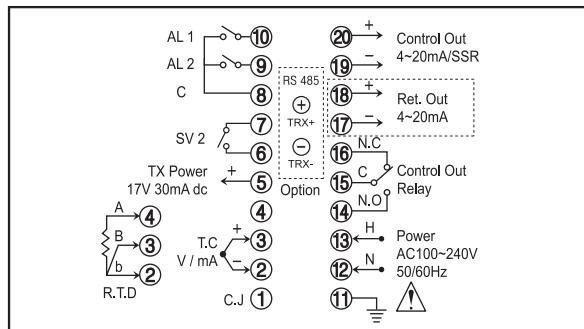 AL 1
10
AL 2
9
C
8
SV 2
7
6
TX Power
17V 30mA dc
+
5
4
A
4
B
3
b
2
R.T.D
T.C
V / mA
+
3
−
2
C.J
1
RS 485
+
TRX+
−
TRX-
Option
20
+
Control Out
4~20mA/SSR
19
−
18
+
Ret. Out
4~20mA
17
−
16
N.C
15
C
Control Out
Relay
14
N.O
13
H
Power
AC100~240V
50/60Hz
12
N
11
!